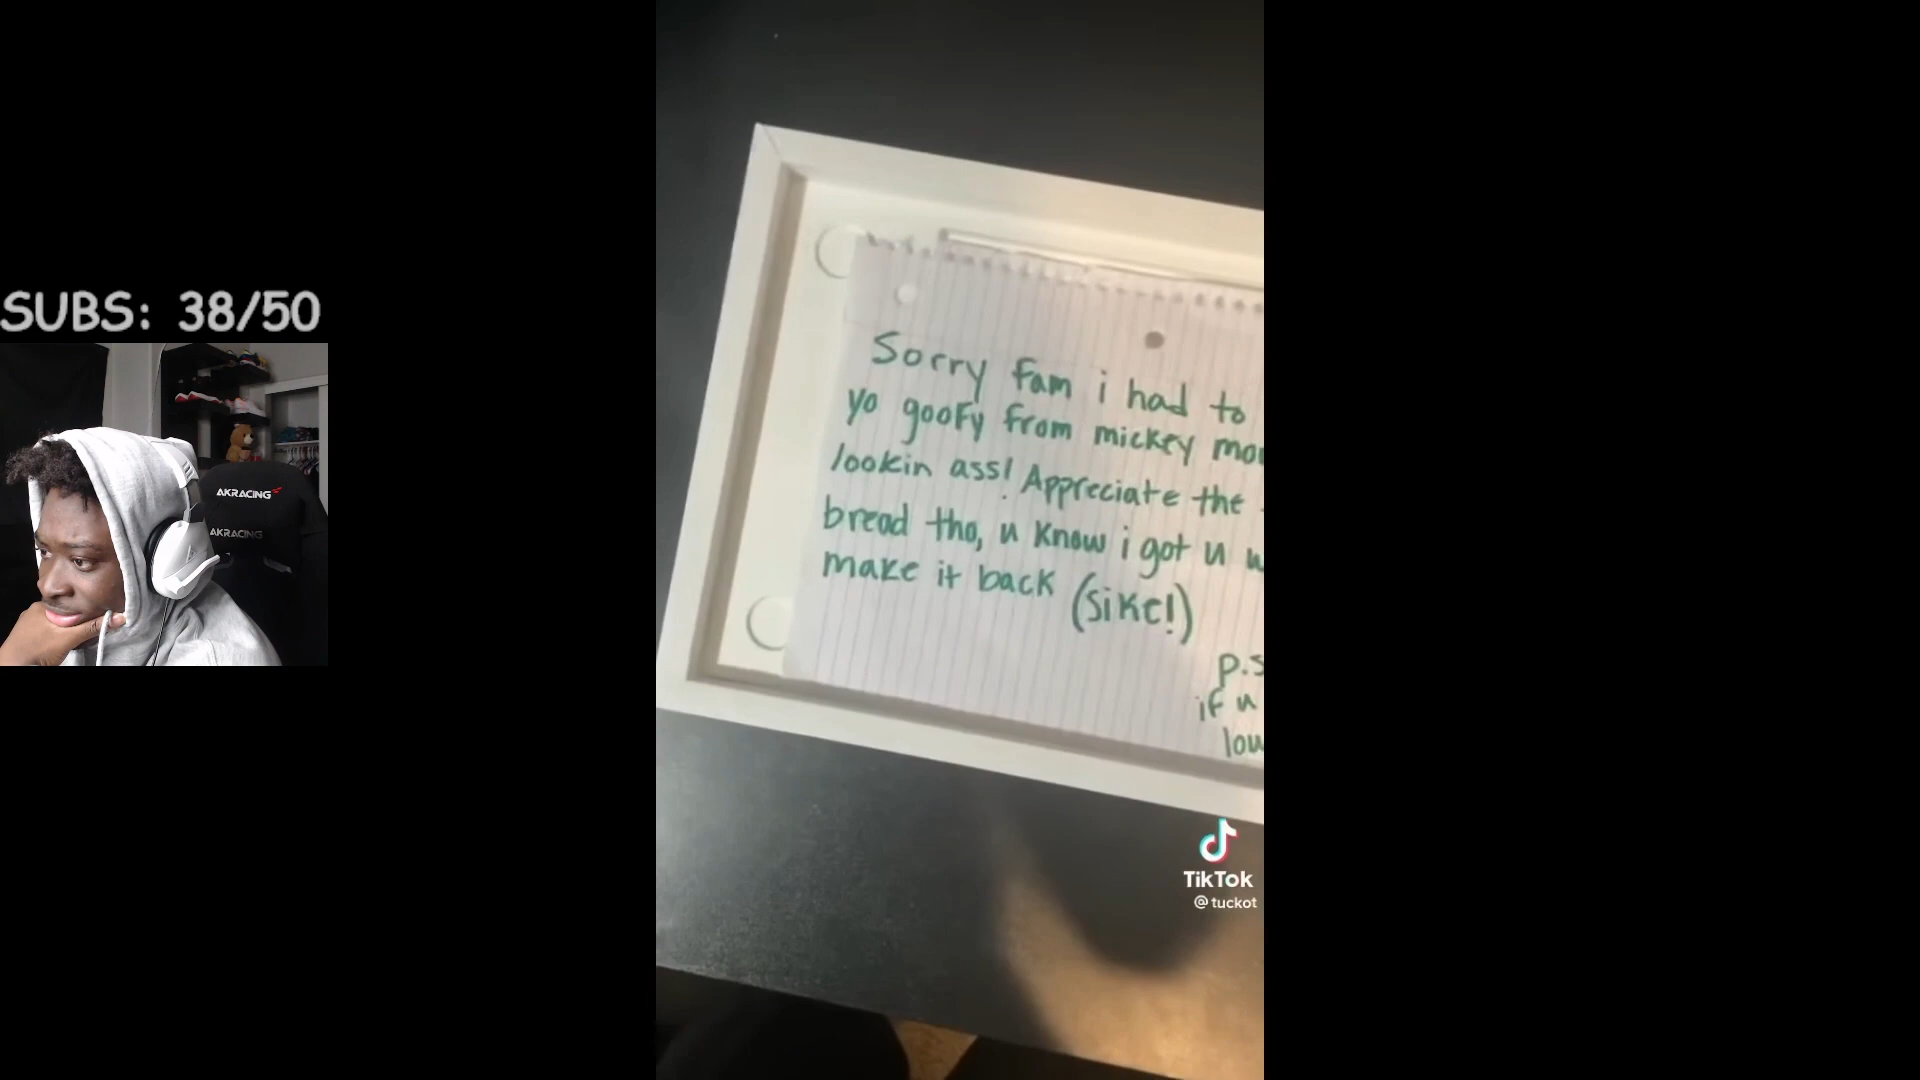 SUBS: 38/50
AKRACING
AKRACING
Sorry fam i had to
yo goofy from mickey
lookin ass! Appreciate the
bread tho, u know i got u
make it back (sike!)
p.s
if u
TikTok
@tuckot